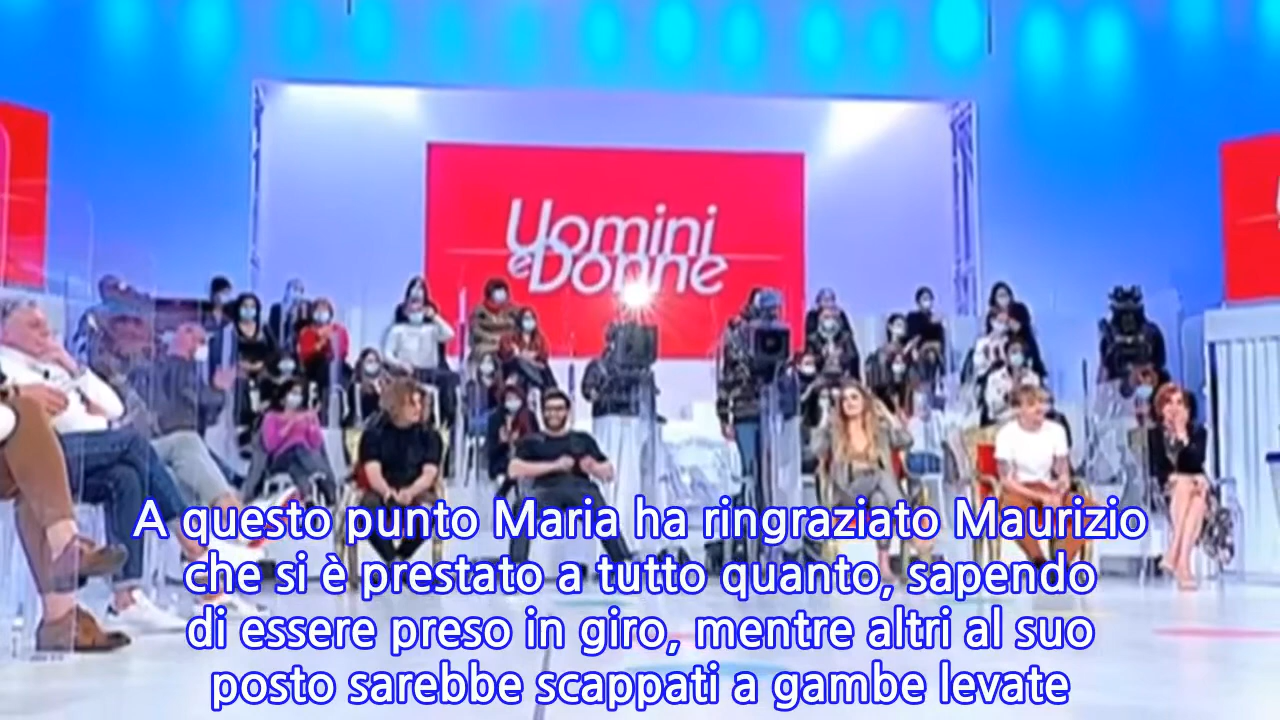 Uomini
e Donne
A questo punto Maria ha ringraziato Maurizio
che si è prestato a tutto quanto, sapendo
di essere preso in giro, mentre altri al suo
posto sarebbe scappati a gambe levate